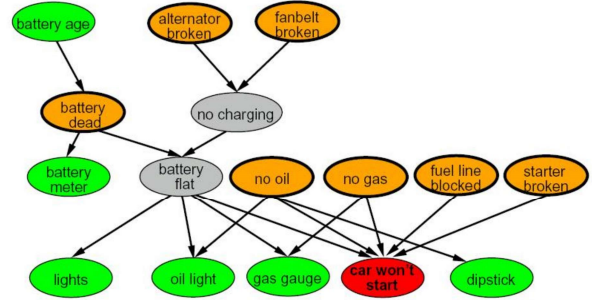 battery age
alternator
broken
fanbelt
broken
battery
dead
no charging
battery
meter
battery
flat
no oil
no gas
fuel line
blocked
starter
broken
lights
oil light
gas gauge
car won't
start
dipstick